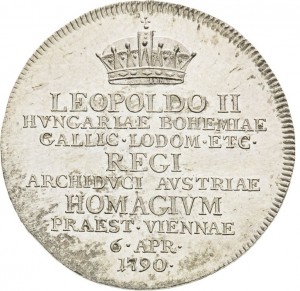 LEOPOLDO II
HVNGARIAE BOHEMIAE
GALLIC·LODOM·ETC·
REGI
ARCHIDVCI AVSTRIAE
HOMAGIVM
PRAEST·VIENNAE
6·APR·
1790·